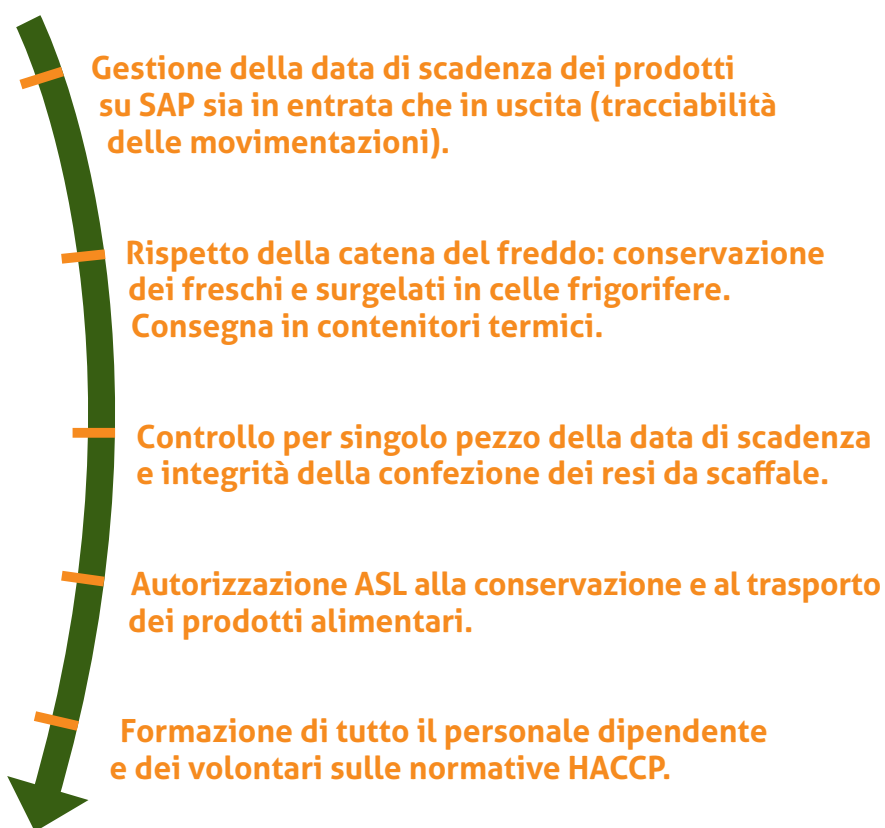 Gestione della data di scadenza dei prodotti
su SAP sia in entrata che in uscita (tracciabilità
delle movimentazioni).
Rispetto della catena del freddo: conservazione
dei freschi e surgelati in celle frigorifere.
Consegna in contenitori termici.
Controllo per singolo pezzo della data di scadenza
e integrità della confezione dei resi da scaffale.
Autorizzazione ASL alla conservazione e al trasporto
dei prodotti alimentari.
Formazione di tutto il personale dipendente
e dei volontari sulle normative HACCP.